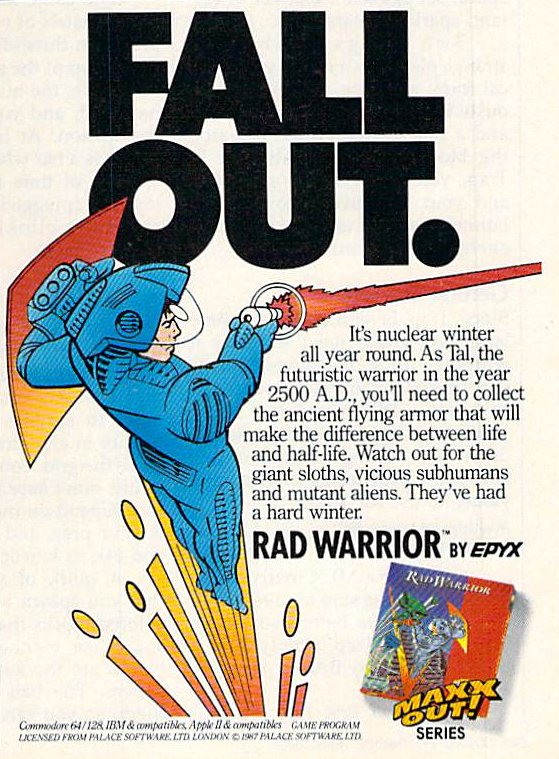 FALL
OUT.
It's nuclear winter
all year round. As Tal, the
futuristic warrior in the year
2500 A.D., you'll need to collect
the ancient flying armor that will
make the difference between life
and half-life. Watch out for the
giant sloths, vicious subhumans
and mutant aliens. They've had
a hard winter.
RAD WARRIOR™ BY EPYX
RAD WARRIOR
MAXX
OUT!
SERIES
Commodore 64/128, IBM & compatibles, Apple II & compatibles GAME PROGRAM
LICENSED FROM PALACE SOFTWARE, LTD. LONDON. © 1987 PALACE SOFTWARE, LTD.